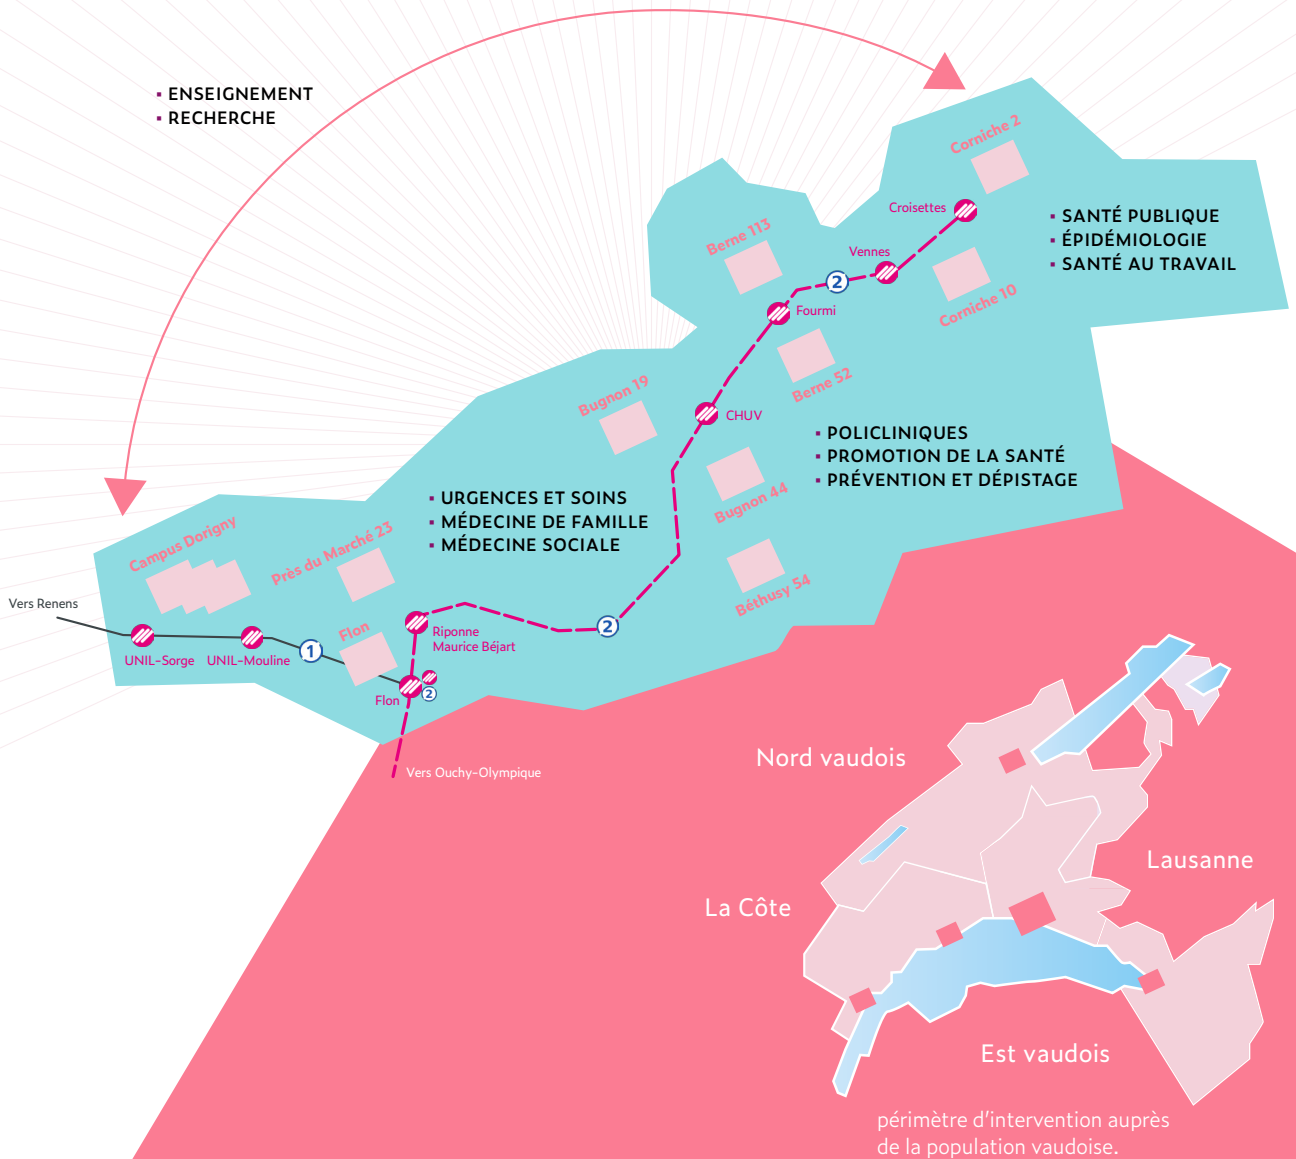 ▪ ENSEIGNEMENT
▪ RECHERCHE
Corniche 2
Croisettes
▪ SANTÉ PUBLIQUE
▪ ÉPIDÉMIOLOGIE
▪ SANTÉ AU TRAVAIL
Berne 113
Vennes
2
Corniche 10
Fourmi
Berne 52
Bugnon 19
CHUV
▪ POLICLINIQUES
▪ PROMOTION DE LA SANTÉ
▪ PRÉVENTION ET DÉPISTAGE
Bugnon 44
▪ URGENCES ET SOINS
▪ MÉDECINE DE FAMILLE
▪ MÉDECINE SOCIALE
Campus Dorigny
Près du Marché 23
Béthusy 54
Vers Renens
UNIL-Sorge
UNIL-Mouline
1
Flon
Riponne
Maurice Béjart
2
Flon
2
Vers Ouchy-Olympique
Nord vaudois
Lausanne
La Côte
Est vaudois
périmètre d'intervention auprès
de la population vaudoise.